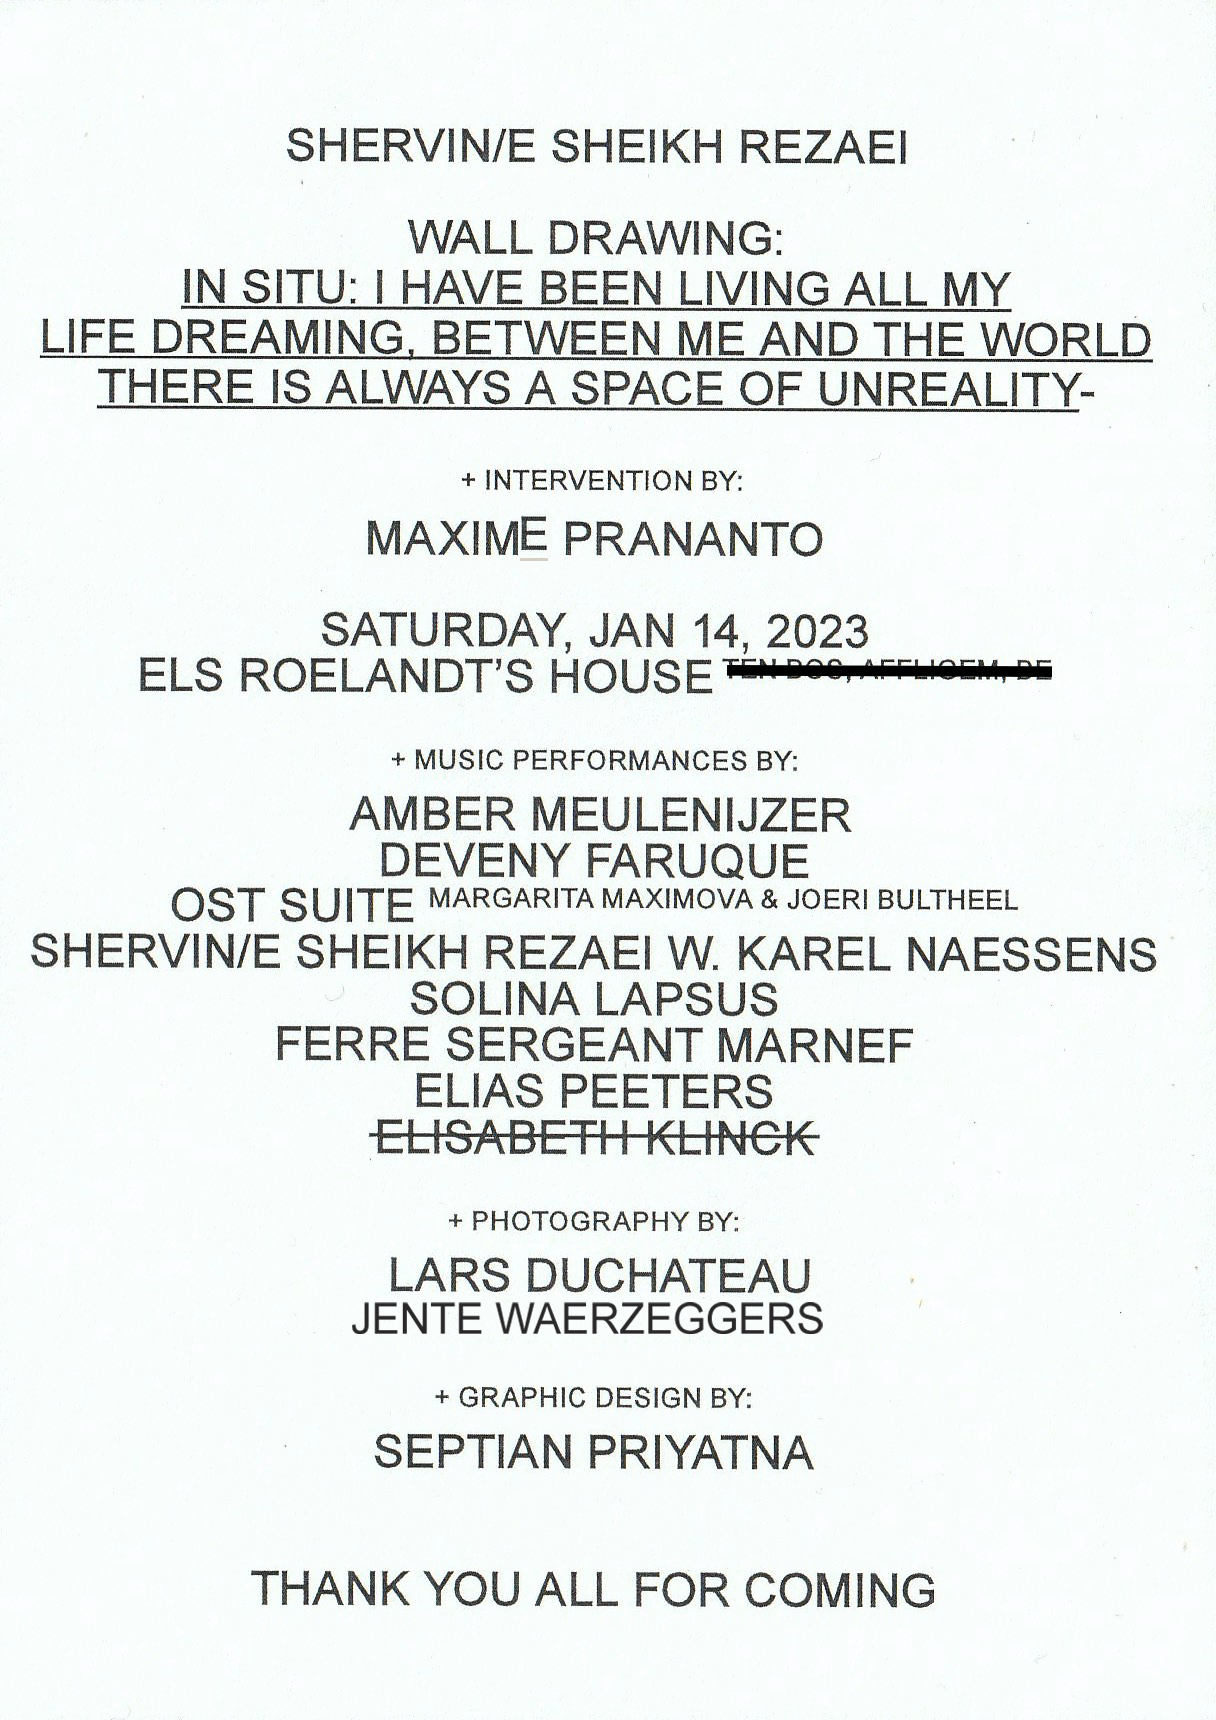 SHERVIN/E SHEIKH REZAEI
WALL DRAWING:
IN SITU: I HAVE BEEN LIVING ALL MY
LIFE DREAMING, BETWEEN ME AND THE WORLD
THERE IS ALWAYS A SPACE OF UNREALITY-
+ INTERVENTION BY:
MAXIME PRANANTO
SATURDAY, JAN 14, 2023
ELS ROELANDT’S HOUSE
+ MUSIC PERFORMANCES BY:
AMBER MEULENIJZER
DEVENY FARUQUE
OST SUITE MARGARITA MAXIMOVA & JOERI BULTHEEL
SHERVIN/E SHEIKH REZAEI W. KAREL NAESSENS
SOLINA LAPSUS
FERRE SERGEANT MARNEF
ELIAS PEETERS
ELISABETH KLINCK
+ PHOTOGRAPHY BY:
LARS DUCHATEAU
JENTE WAERZEGGERS
+ GRAPHIC DESIGN BY:
SEPTIAN PRIYATNA
THANK YOU ALL FOR COMING